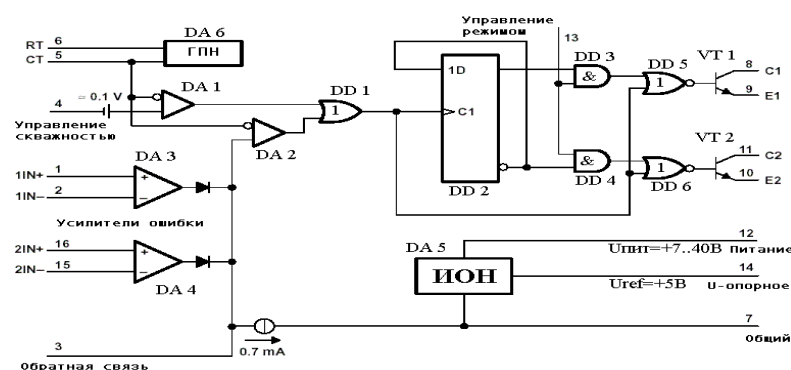 Управление
режимом
13
DA 6
RT 6
ГПН
CT 5
DA 1
DD 1
= 0.1 V
1
4
Управление
скважностью
DA 2
1D
C1
DD 2
DD 3
&
DD 5
1
VT 1
8 C1
9 E1
&
DD 4
1
DD 6
VT 2
11 C2
10 E2
DA 3
1IN+ 1
+
1IN− 2
−
Усилители ошибки
2IN+ 16
+
2IN− 15
−
DA 4
DA 5
ИОН
12
Uпит=+7..40В Питание
14
Uref=+5В U-опорное
7
Общий
0.7 mA
3
Обратная связь